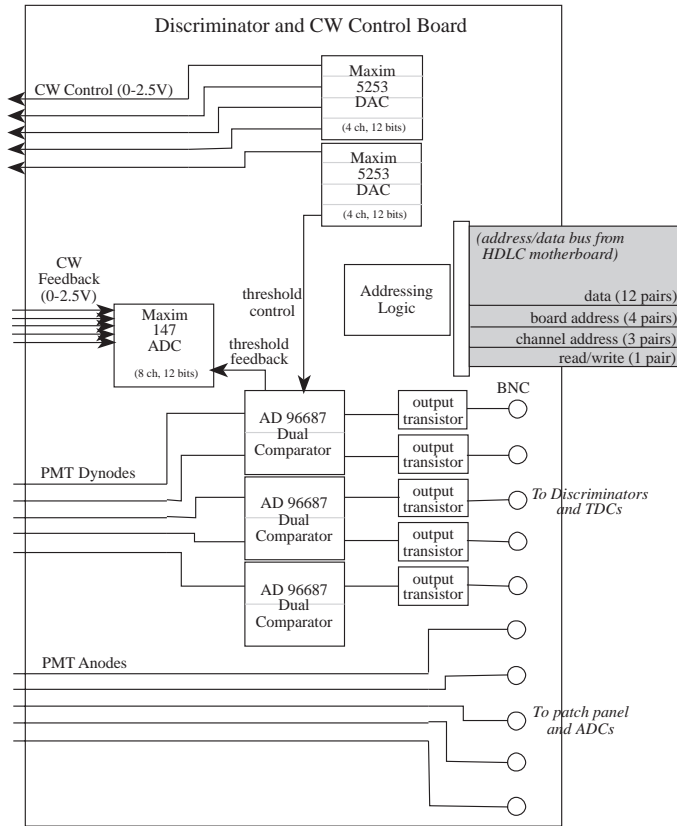 Discriminator and CW Control Board
CW Control (0-2.5V)
Maxim
5253
DAC
(4 ch, 12 bits)
Maxim
5253
DAC
(4 ch, 12 bits)
(address/data bus from
HDLC motherboard)
data (12 pairs)
board address (4 pairs)
channel address (3 pairs)
read/write (1 pair)
Addressing
Logic
CW
Feedback
(0-2.5V)
Maxim
147
ADC
(8 ch, 12 bits)
threshold
control
threshold
feedback
BNC
AD 96687
Dual
Comparator
output
transistor
output
transistor
PMT Dynodes
AD 96687
Dual
Comparator
output
transistor
output
transistor
To Discriminators
and TDCs
AD 96687
Dual
Comparator
output
transistor
PMT Anodes
To patch panel
and ADCs